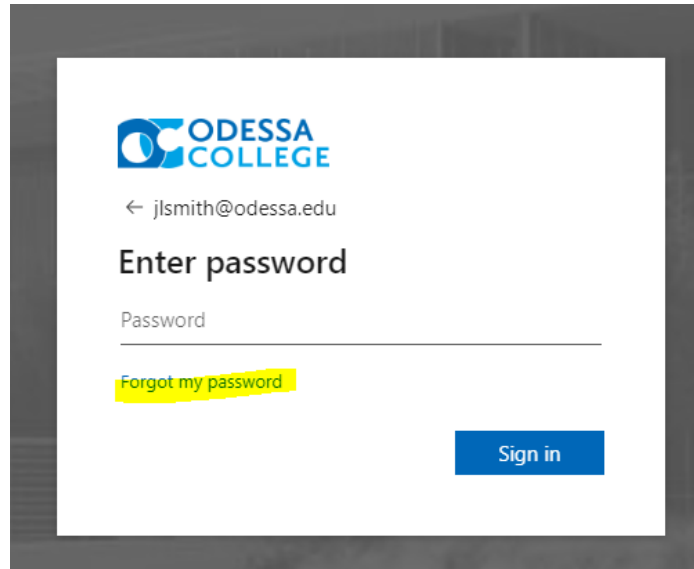 ODESSA
COLLEGE
← jlsmith@odessa.edu
Enter password
Password
Forgot my password
Sign in